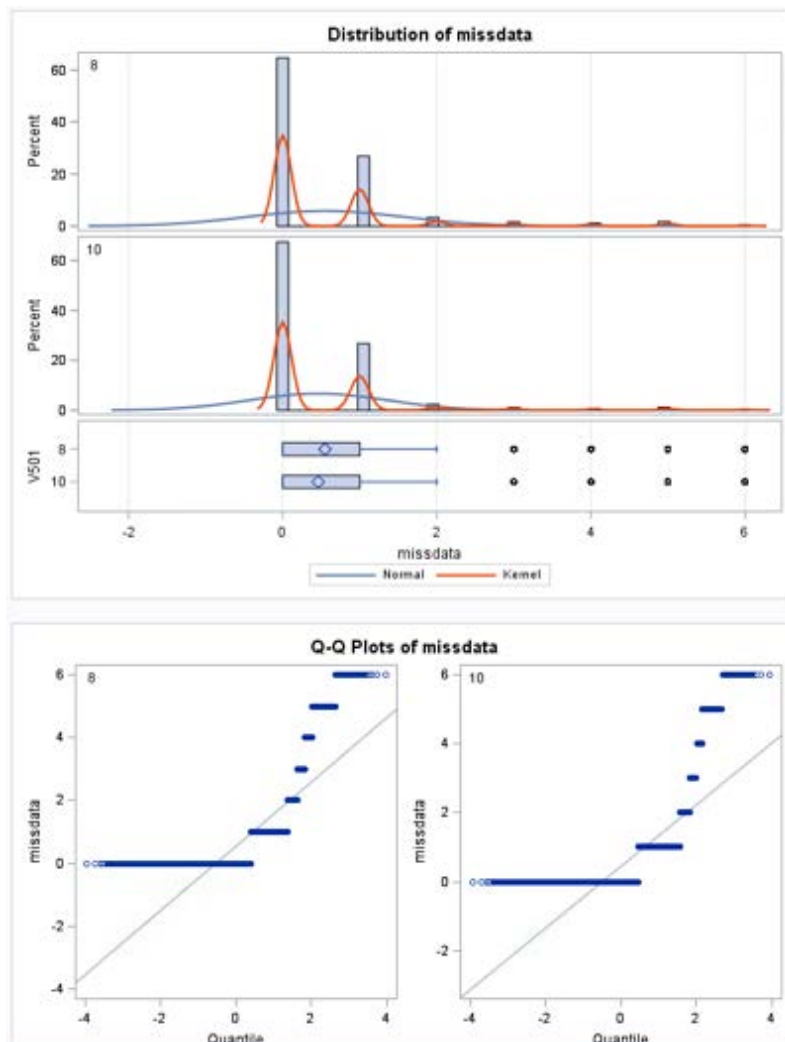 Distribution of missdata
8
60
40
20
0
Percent
10
60
40
20
0
Percent
V501
8
10
-2 0 2 4 6
missdata
Normal Kernel
Q-Q Plots of missdata
8
6
4
2
0
-2
-4
missdata
-4 -2 0 2 4
Quantile
10
6
4
2
0
-2
missdata
-4 -2 0 2 4
Quantile